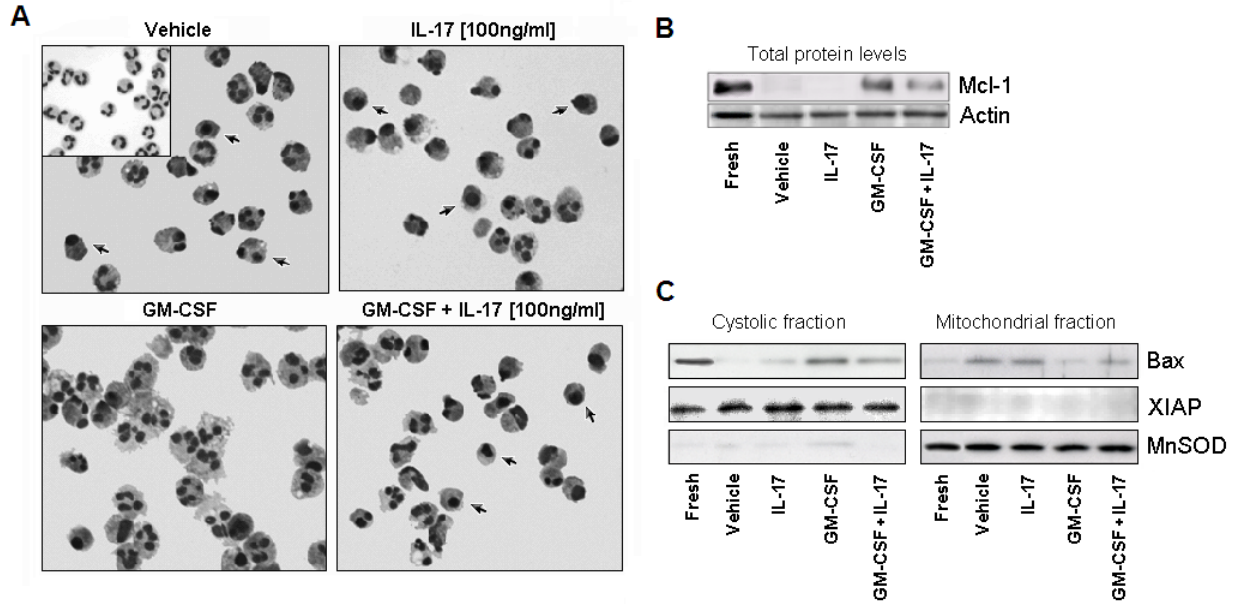 A
Vehicle
IL-17 [100ng/ml]
GM-CSF
GM-CSF + IL-17 [100ng/ml]
B
Total protein levels
Mcl-1
Actin
Fresh
Vehicle
IL-17
GM-CSF
GM-CSF + IL-17
C
Cystolic fraction
Mitochondrial fraction
Bax
XIAP
MnSOD
Fresh
Vehicle
IL-17
GM-CSF
GM-CSF + IL-17
Fresh
Vehicle
IL-17
GM-CSF
GM-CSF + IL-17